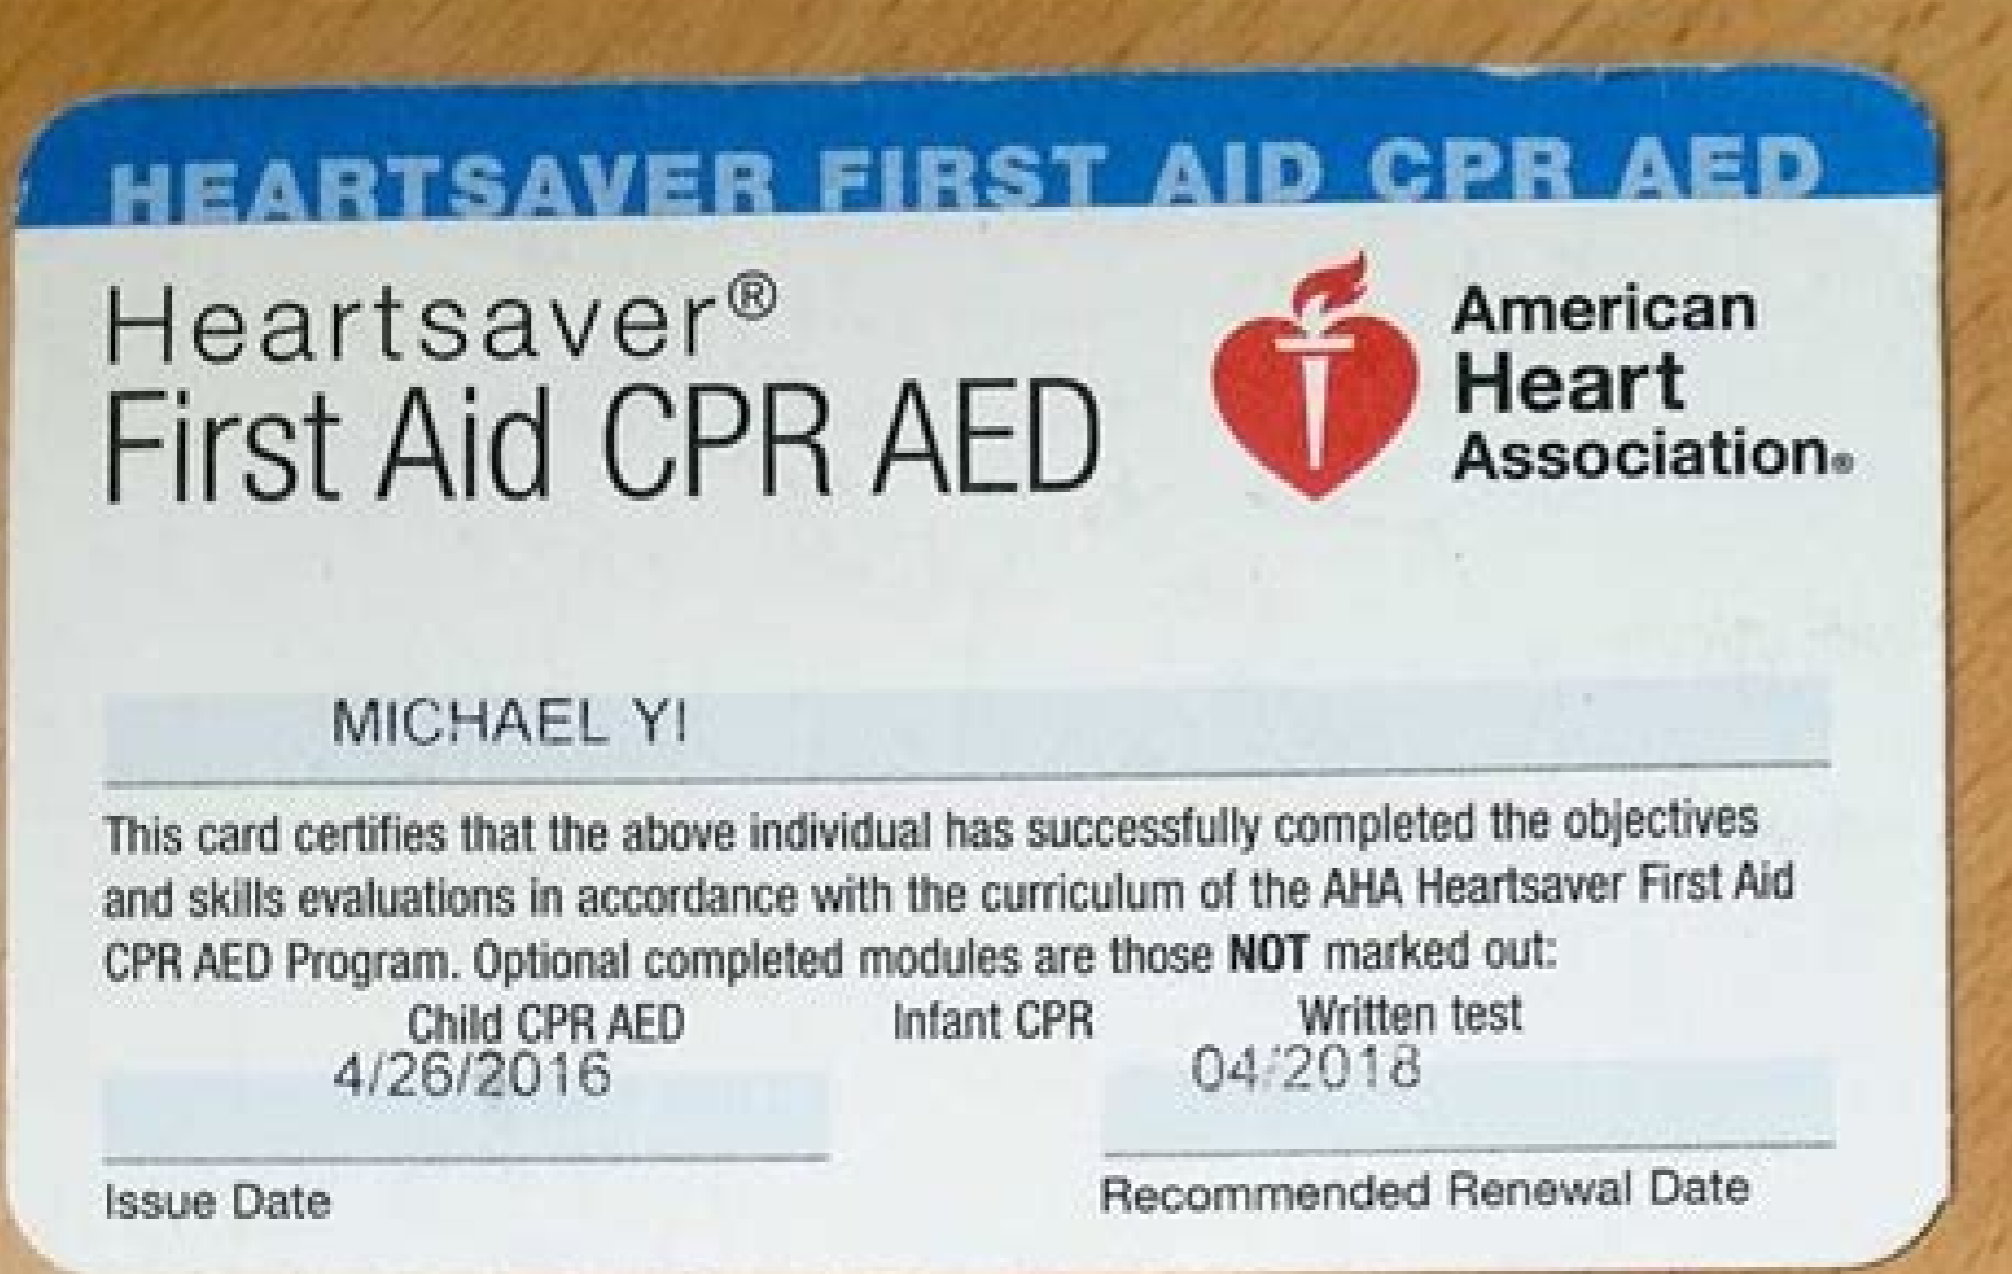 HEARTSAVER FIRST AID CPR AED
Heartsaver®
First Aid CPR AED
American
Heart
Association®
MICHAEL YI
This card certifies that the above individual has successfully completed the objectives
and skills evaluations in accordance with the curriculum of the AHA Heartsaver First Aid
CPR AED Program. Optional completed modules are those NOT marked out:
Child CPR AED Infant CPR Written test
4/26/2016 04/2018
Issue Date Recommended Renewal Date